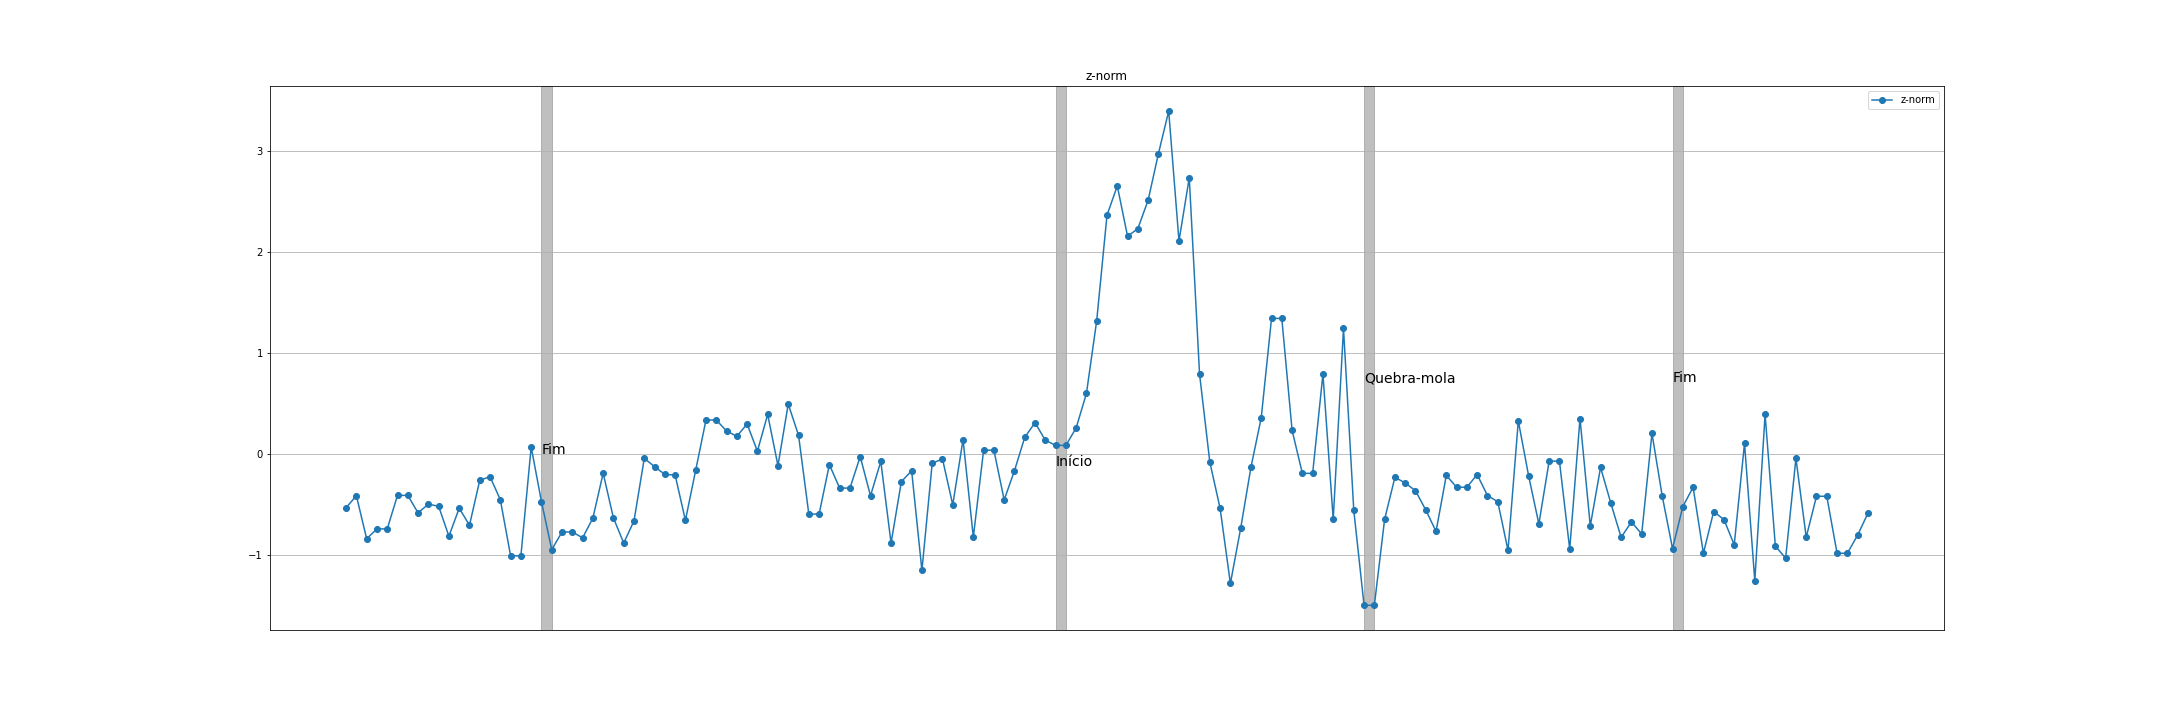 z-norm
z-norm
3
2
1
0
−1
Fim
Início
Quebra-mola
Fim